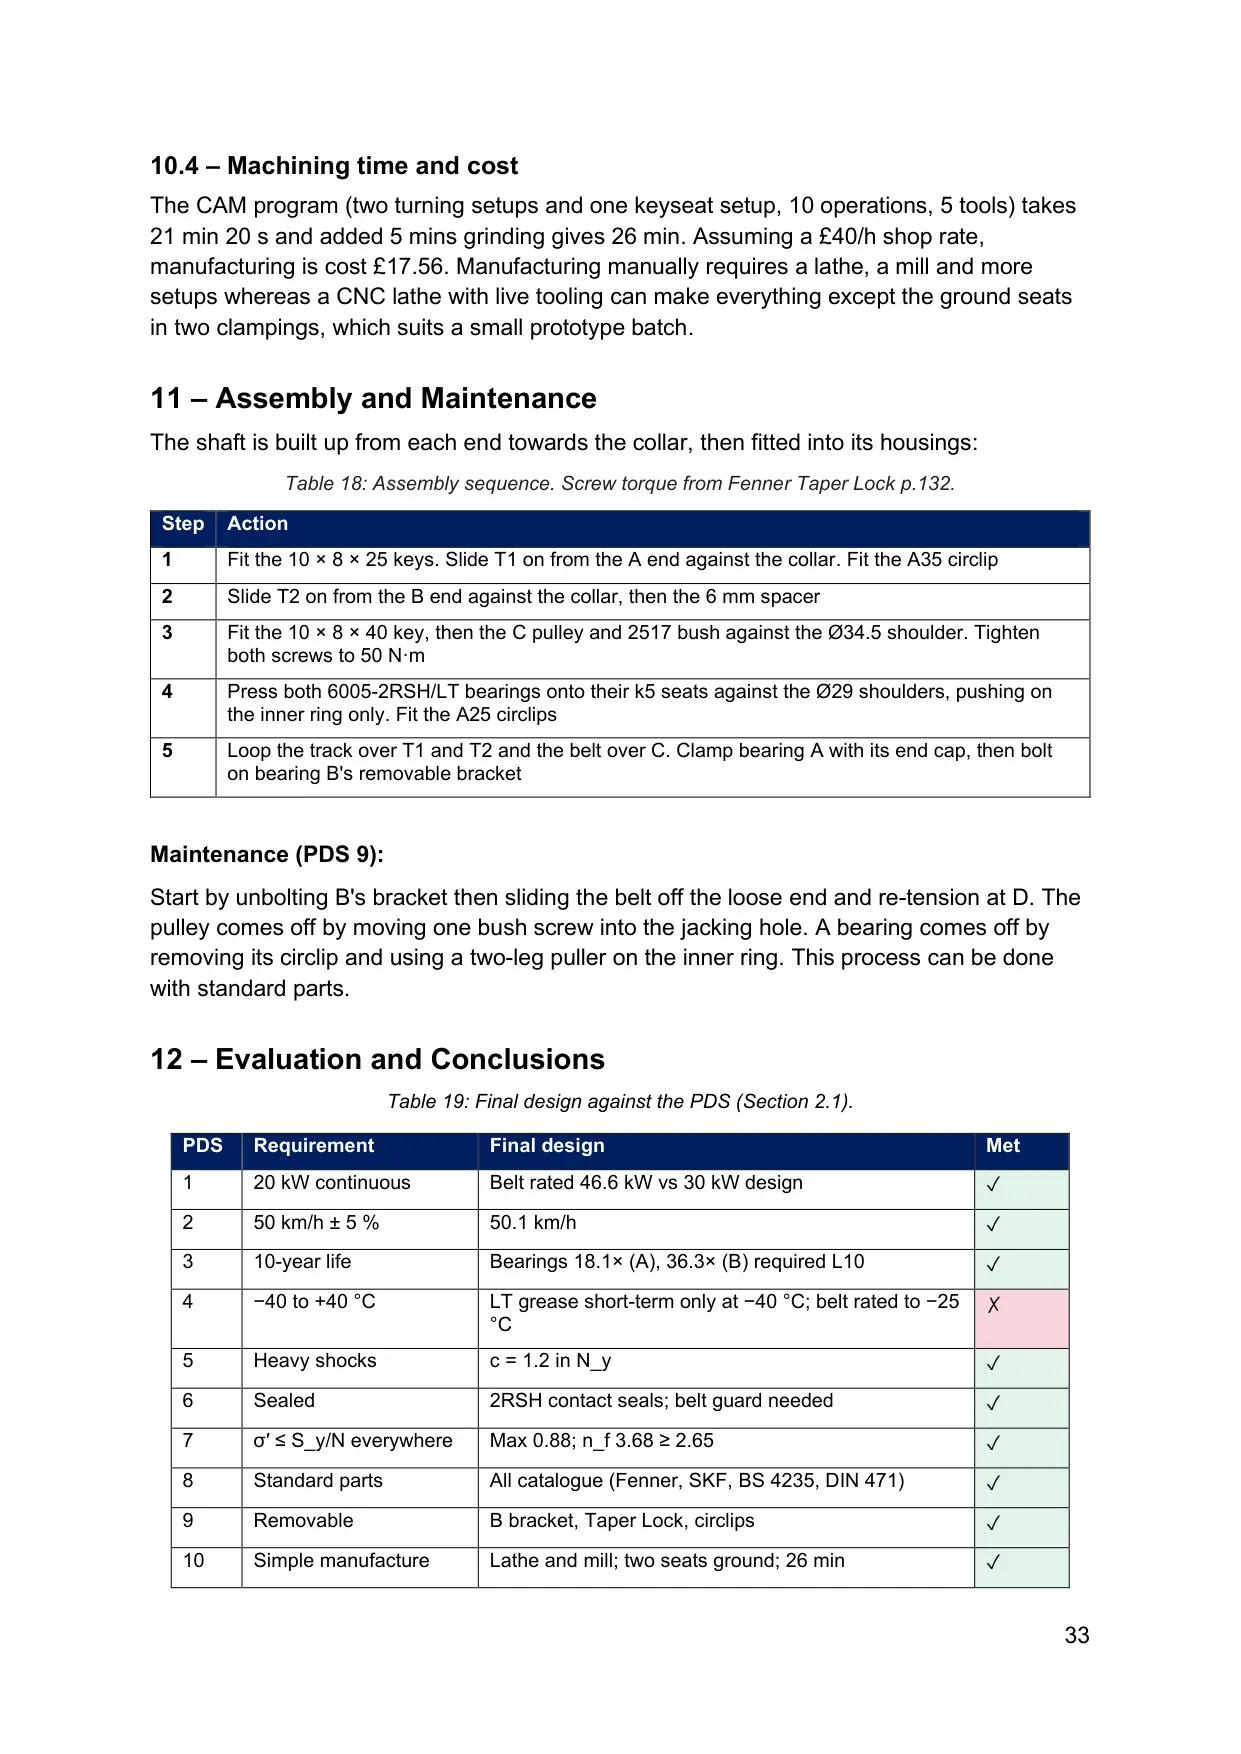 10.4 – Machining time and cost
The CAM program (two turning setups and one keyseat setup, 10 operations, 5 tools) takes
21 min 20 s and added 5 mins grinding gives 26 min. Assuming a £40/h shop rate,
manufacturing is cost £17.56. Manufacturing manually requires a lathe, a mill and more
setups whereas a CNC lathe with live tooling can make everything except the ground seats
in two clampings, which suits a small prototype batch.
11 – Assembly and Maintenance
The shaft is built up from each end towards the collar, then fitted into its housings:
Table 18: Assembly sequence. Screw torque from Fenner Taper Lock p.132.
Step Action
1 Fit the 10 × 8 × 25 keys. Slide T1 on from the A end against the collar. Fit the A35 circlip
2 Slide T2 on from the B end against the collar, then the 6 mm spacer
3 Fit the 10 × 8 × 40 key, then the C pulley and 2517 bush against the Ø34.5 shoulder. Tighten
both screws to 50 N·m
4 Press both 6005-2RSH/LT bearings onto their k5 seats against the Ø29 shoulders, pushing on
the inner ring only. Fit the A25 circlips
5 Loop the track over T1 and T2 and the belt over C. Clamp bearing A with its end cap, then bolt
on bearing B's removable bracket
Maintenance (PDS 9):
Start by unbolting B's bracket then sliding the belt off the loose end and re-tension at D. The
pulley comes off by moving one bush screw into the jacking hole. A bearing comes off by
removing its circlip and using a two-leg puller on the inner ring. This process can be done
with standard parts.
12 – Evaluation and Conclusions
Table 19: Final design against the PDS (Section 2.1).
PDS Requirement Final design Met
1 20 kW continuous Belt rated 46.6 kW vs 30 kW design ✓
2 50 km/h ± 5 % 50.1 km/h ✓
3 10-year life Bearings 18.1× (A), 36.3× (B) required L10 ✓
4 −40 to +40 °C LT grease short-term only at −40 °C; belt rated to −25 ✗
°C
5 Heavy shocks c = 1.2 in N_y ✓
6 Sealed 2RSH contact seals; belt guard needed ✓
7 σ′ ≤ S_y/N everywhere Max 0.88; n_f 3.68 ≥ 2.65 ✓
8 Standard parts All catalogue (Fenner, SKF, BS 4235, DIN 471) ✓
9 Removable B bracket, Taper Lock, circlips ✓
10 Simple manufacture Lathe and mill; two seats ground; 26 min ✓
33